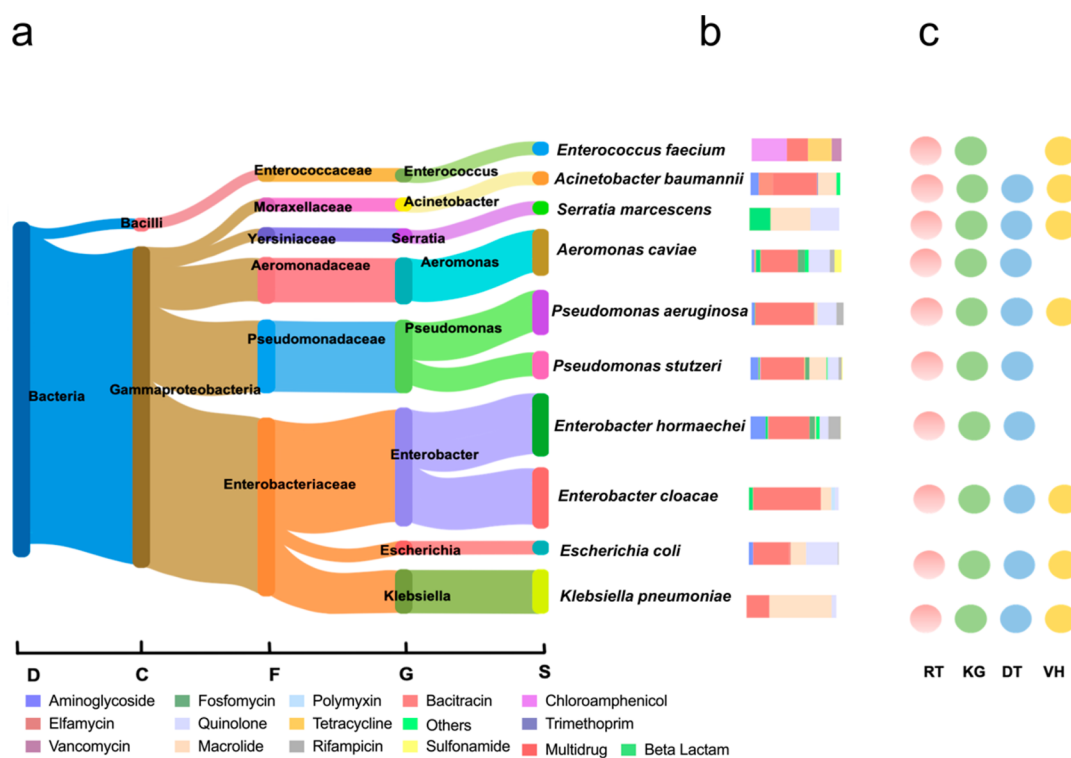 a
b
c
Enterococcaceae
Enterococcus
Enterococcus faecium
Acinetobacter baumannii
Bacilli
Moraxellaceae
Acinetobacter
Serratia marcescens
Yersiniaceae
Serratia
Aeromonadaceae
Aeromonas
Aeromonas caviae
Pseudomonas aeruginosa
Pseudomonadaceae
Pseudomonas
Pseudomonas stutzeri
Bacteria
Gammaproteobacteria
Enterobacter hormaechei
Enterobacteriaceae
Enterobacter
Enterobacter cloacae
Escherichia
Escherichia coli
Klebsiella
Klebsiella pneumoniae
D C F G S
RT KG DT VH
Aminoglycoside Fosfomycin Polymyxin Bacitracin Chloroamphenicol
Elfamycin Quinolone Tetracycline Others Trimethoprim
Vancomycin Macrolide Rifampicin Sulfonamide Multidrug Beta Lactam